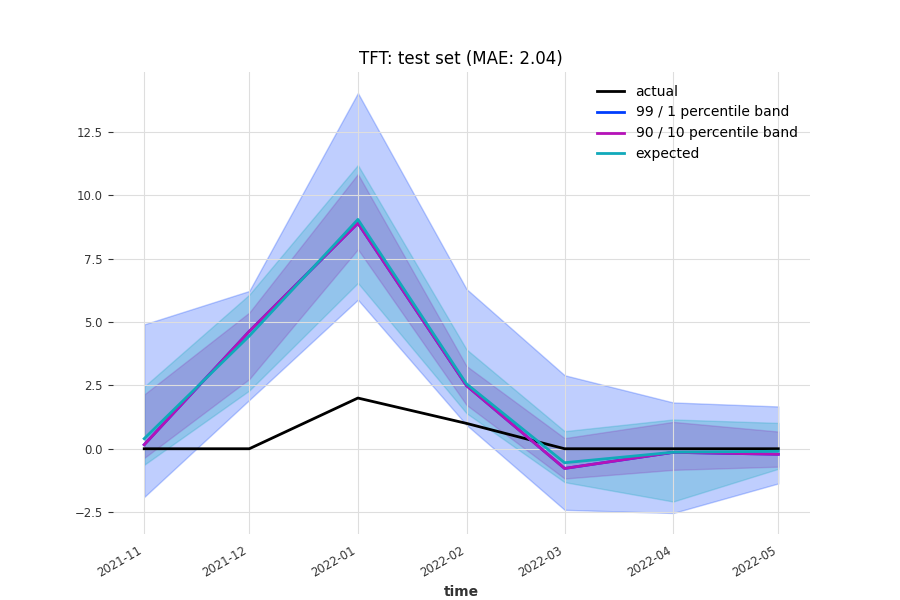 TFT: test set (MAE: 2.04)
actual
99 / 1 percentile band
90 / 10 percentile band
expected
12.5
10.0
7.5
5.0
2.5
0.0
−2.5
2021-11
2021-12
2022-01
2022-02
2022-03
2022-04
2022-05
time